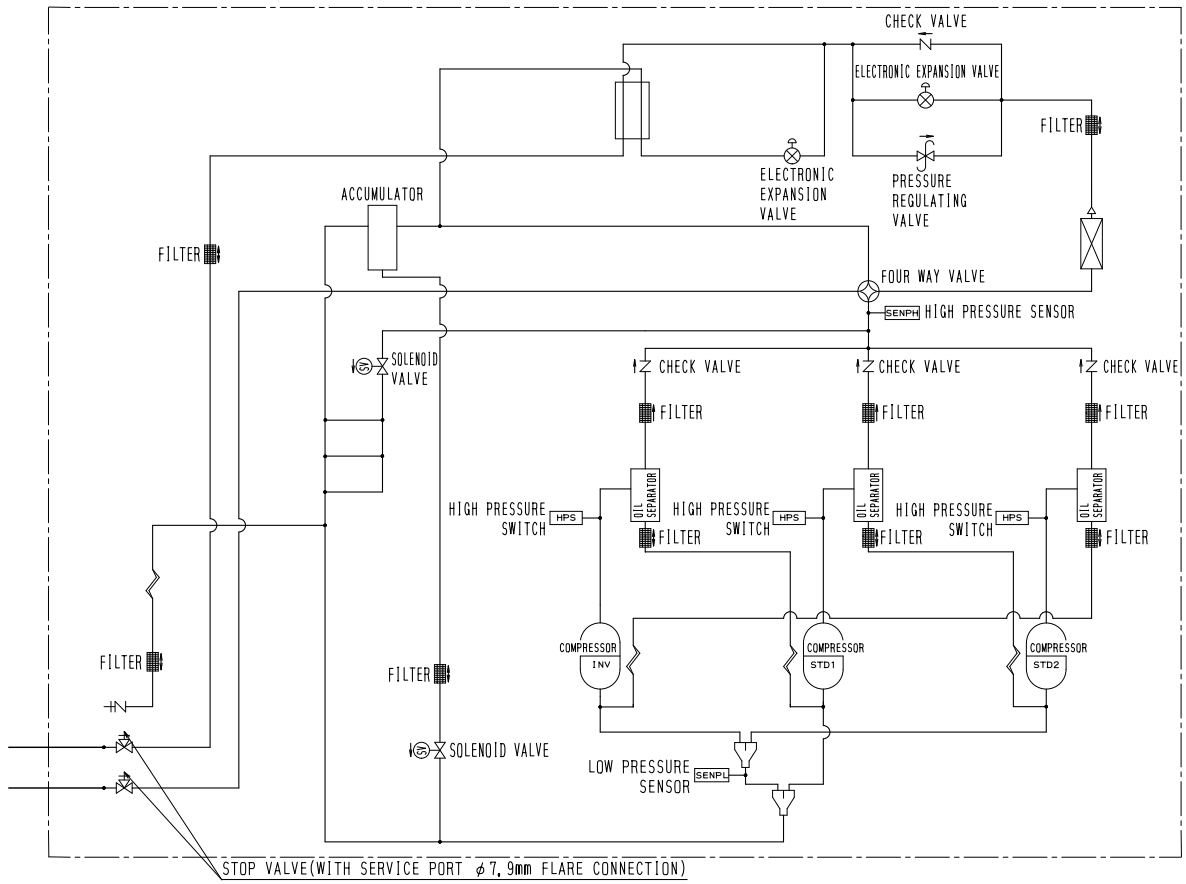 CHECK VALVE
ELECTRONIC EXPANSION VALVE
FILTER
ELECTRONIC
EXPANSION
VALVE
PRESSURE
REGULATING
VALVE
ACCUMULATOR
FILTER
FOUR WAY VALVE
SENPH HIGH PRESSURE SENSOR
SV
SOLENOID
VALVE
CHECK VALVE
CHECK VALVE
CHECK VALVE
FILTER
FILTER
FILTER
OIL
SEPARATOR
OIL
SEPARATOR
OIL
SEPARATOR
HIGH PRESSURE
SWITCH
HPS
HIGH PRESSURE
SWITCH
HPS
HIGH PRESSURE
SWITCH
HPS
FILTER
FILTER
FILTER
COMPRESSOR
INV
COMPRESSOR
STD1
COMPRESSOR
STD2
FILTER
FILTER
SV
SOLENOID VALVE
LOW PRESSURE
SENSOR
SENPL
STOP VALVE(WITH SERVICE PORT φ7,9mm FLARE CONNECTION)